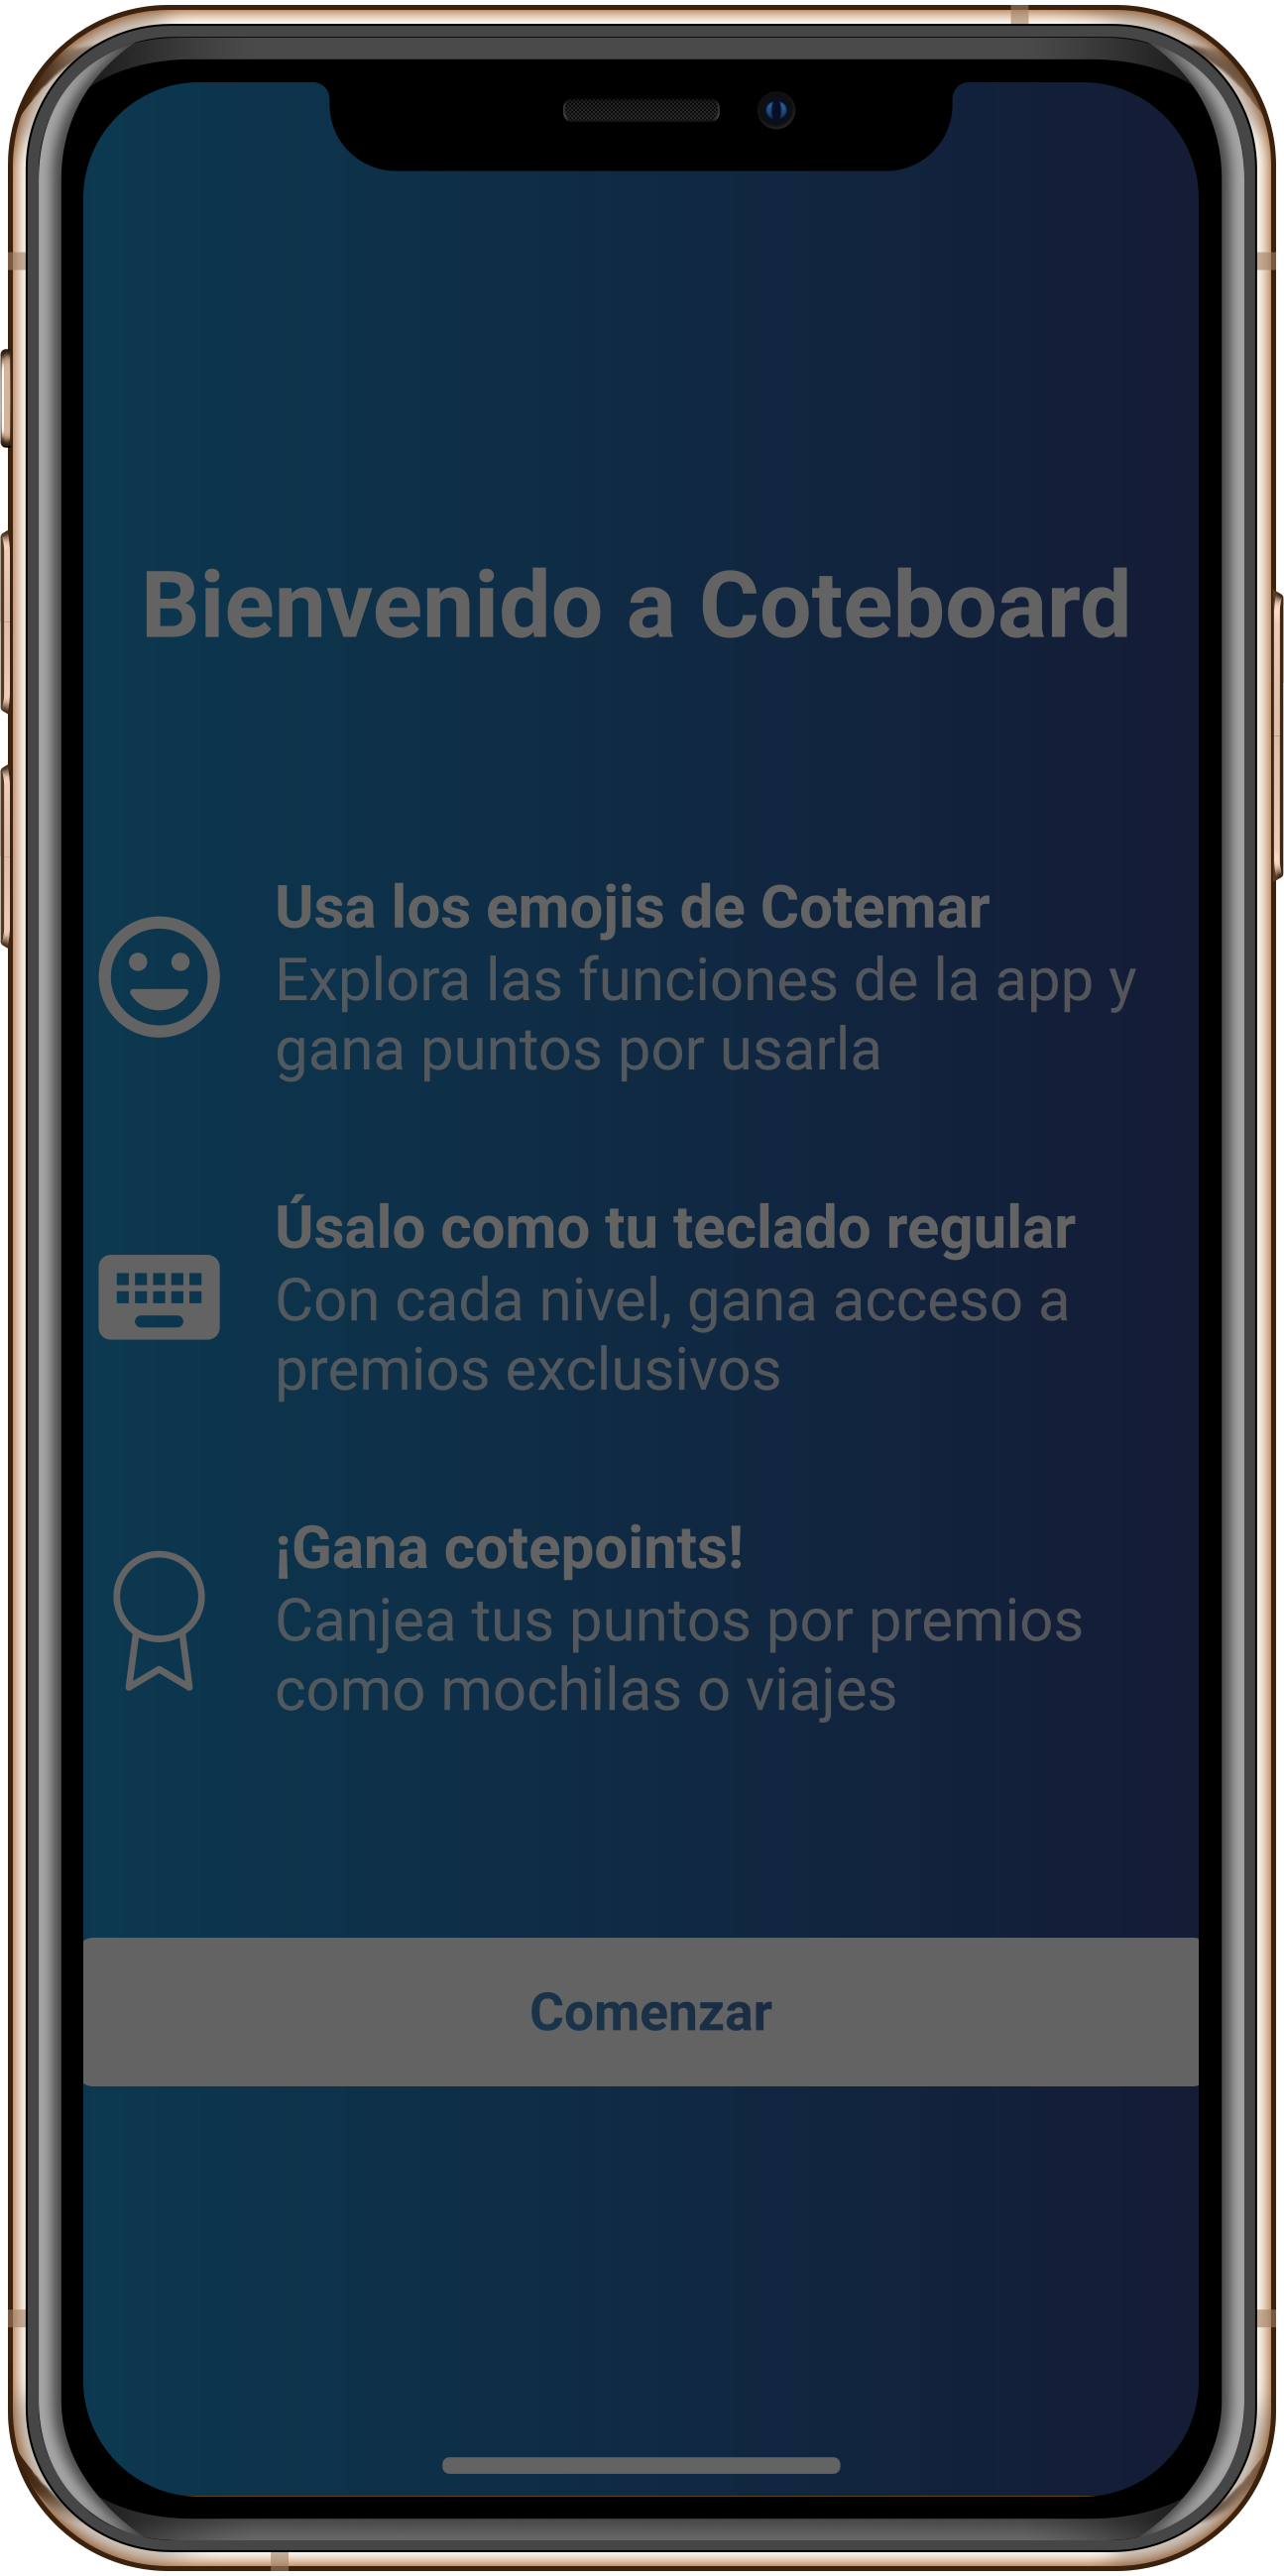 Bienvenido a Coteboard
Usa los emojis de Cotemar
Explora las funciones de la app y
gana puntos por usarla
Úsalo como tu teclado regular
Con cada nivel, gana acceso a
premios exclusivos
¡Gana cotepoints!
Canjea tus puntos por premios
como mochilas o viajes
Comenzar